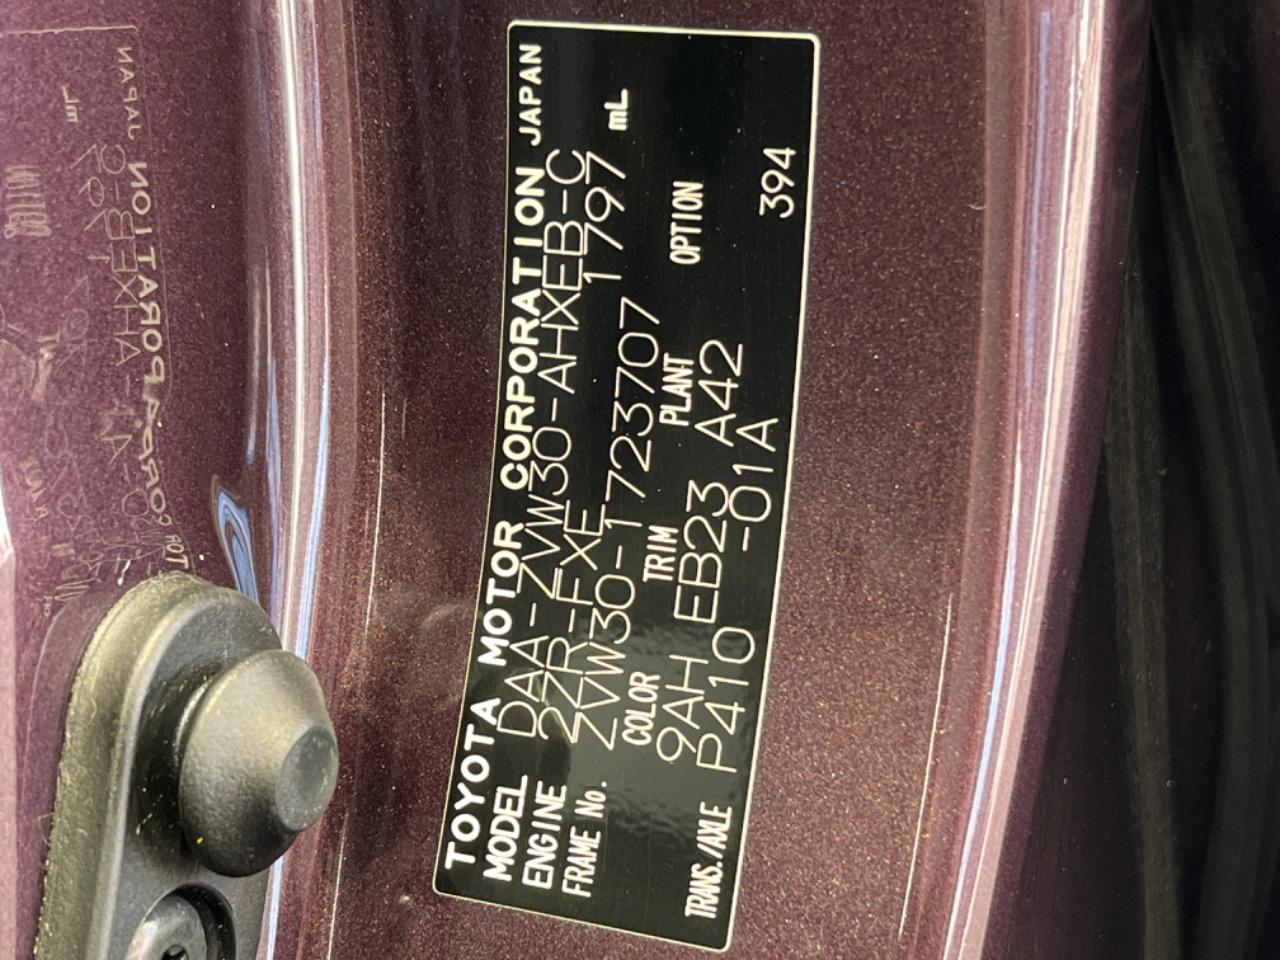 TOYOTA MOTOR CORPORATION JAPAN
MODEL DAA-ZVW30-AHXEB-C
ENGINE 2ZR-FXE 1797 mL
FRAME No. ZVW30-1723707
COLOR TRIM PLANT OPTION
9AH EB23 A42
TRANS./AXLE P410 -01A 394